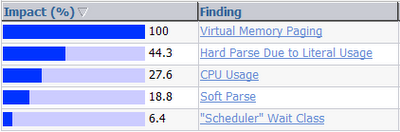 Impact (%) ▽ Finding
100 Virtual Memory Paging
44.3 Hard Parse Due to Literal Usage
27.6 CPU Usage
18.8 Soft Parse
6.4 "Scheduler" Wait Class